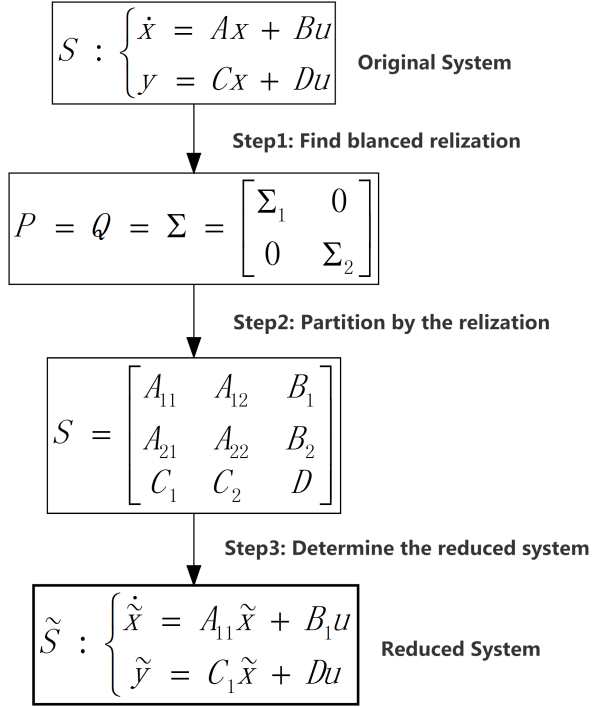 S : { ẋ = Ax + Bu
y = Cx + Du
Original System
Step1: Find blanced relization
P = Q = Σ = [ Σ₁ 0
0 Σ₂ ]
Step2: Partition by the relization
S = [ A₁₁ A₁₂ B₁
A₂₁ A₂₂ B₂
C₁ C₂ D ]
Step3: Determine the reduced system
S̃ : { x̃̇ = A₁₁x̃ + B₁u
ỹ = C₁x̃ + Du
Reduced System